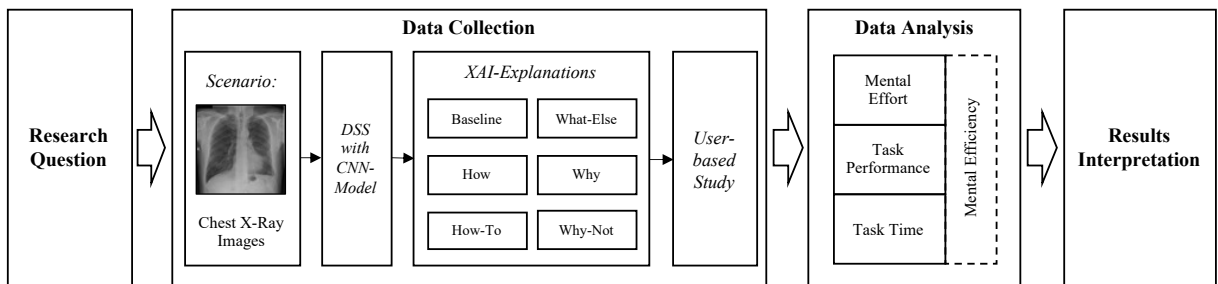 Research
Question
Data Collection
Scenario:
Chest X-Ray
Images
DSS
with
CNN-
Model
XAI-Explanations
Baseline
What-Else
How
Why
How-To
Why-Not
User-
based
Study
Data Analysis
Mental
Effort
Task
Performance
Task Time
Mental Efficiency
Results
Interpretation